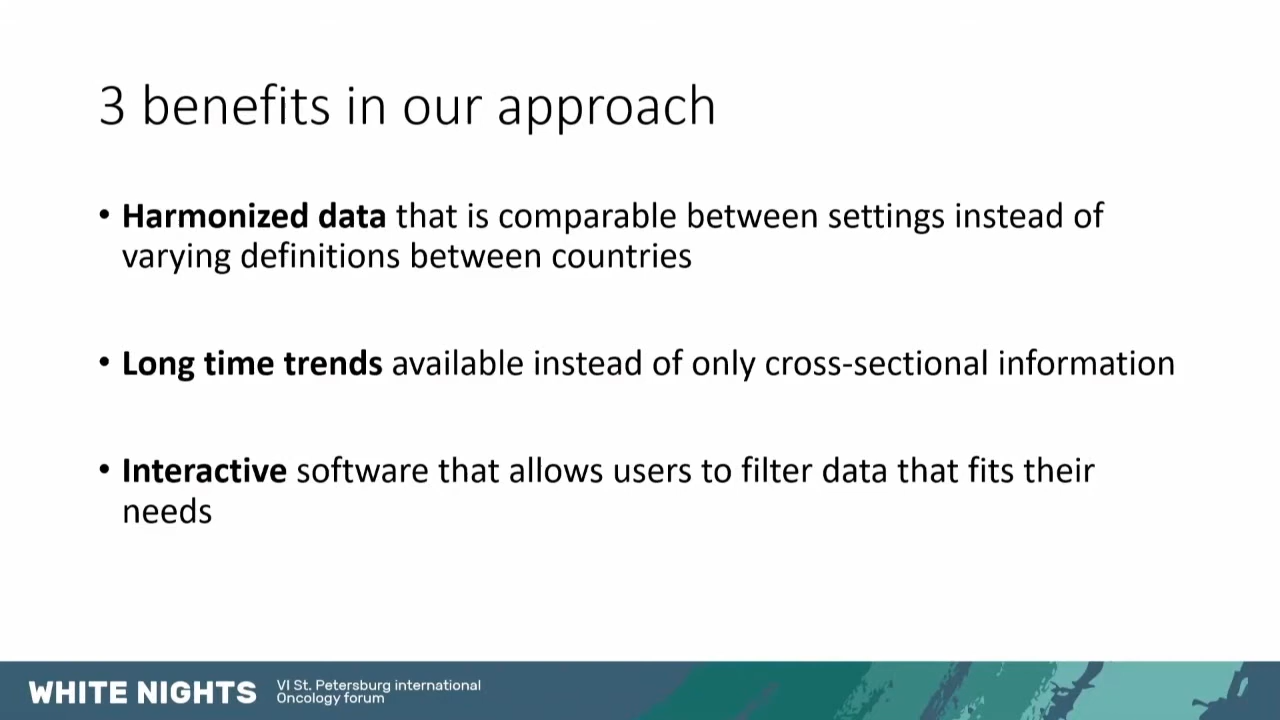 3 benefits in our approach
• Harmonized data that is comparable between settings instead of
varying definitions between countries
• Long time trends available instead of only cross-sectional information
• Interactive software that allows users to filter data that fits their
needs
WHITE NIGHTS
VI St. Petersburg international
Oncology forum